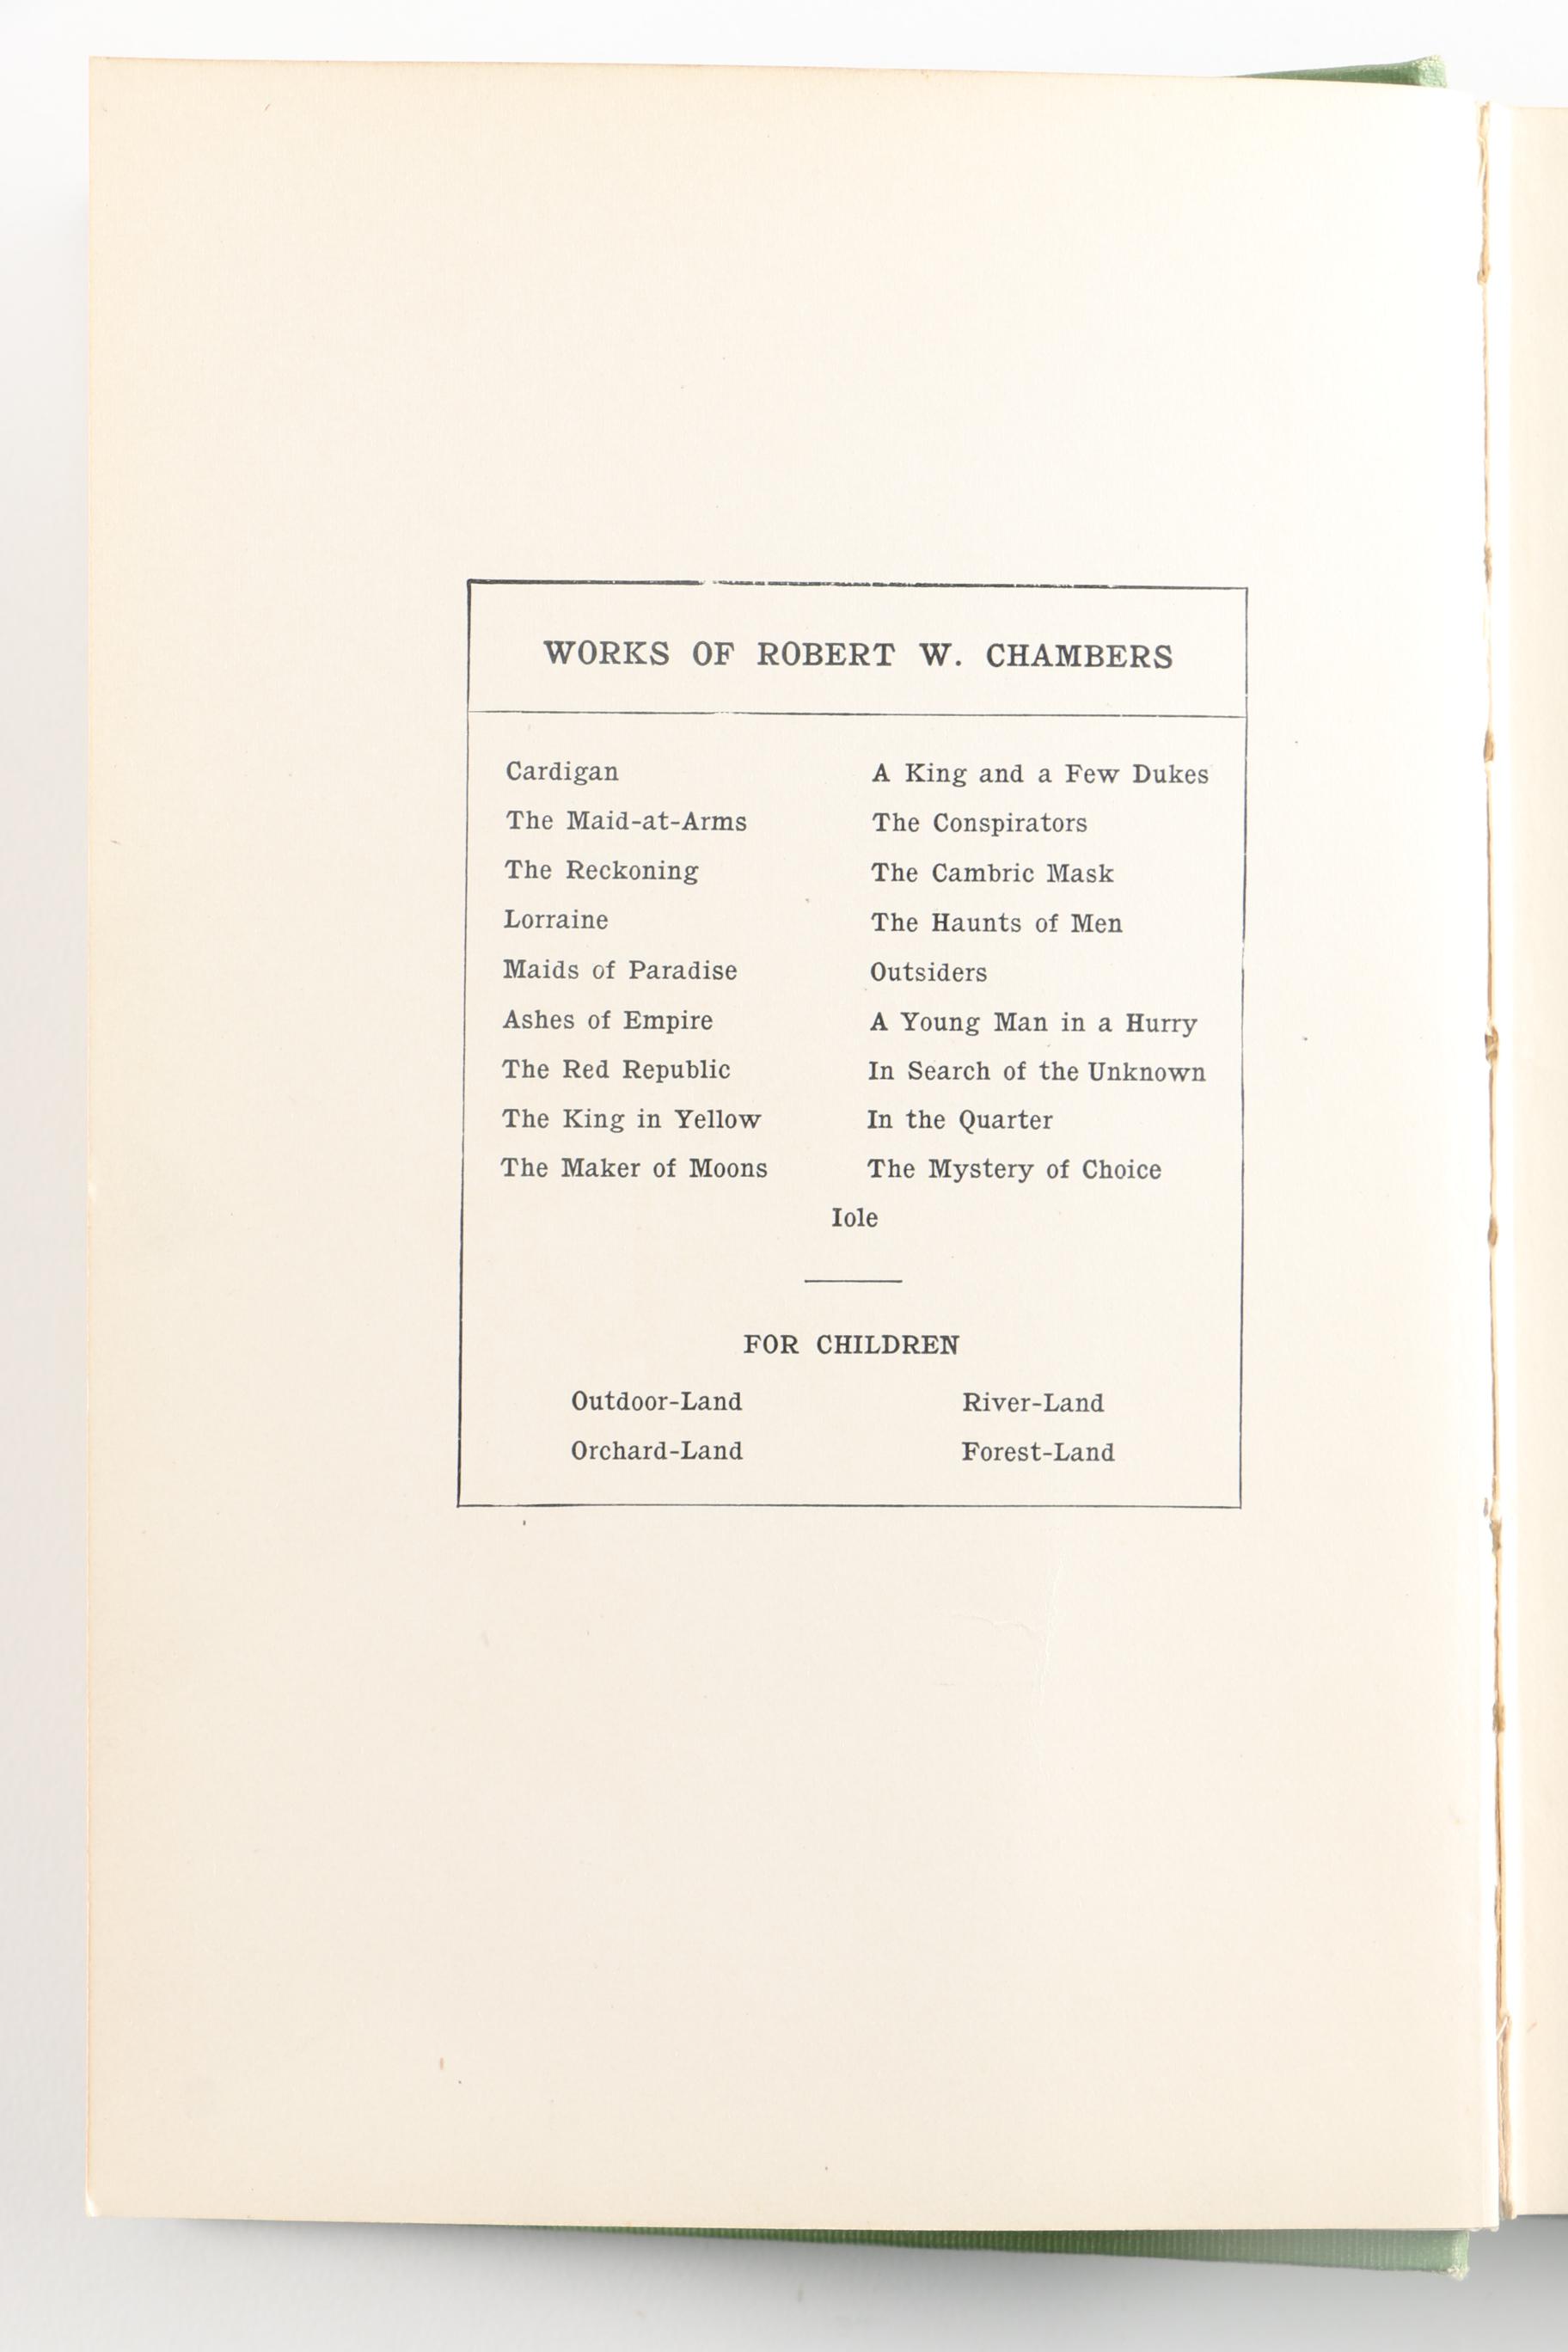 WORKS OF ROBERT W. CHAMBERS
Cardigan
The Maid-at-Arms
The Reckoning
Lorraine
Maids of Paradise
Ashes of Empire
The Red Republic
The King in Yellow
The Maker of Moons
A King and a Few Dukes
The Conspirators
The Cambric Mask
The Haunts of Men
Outsiders
A Young Man in a Hurry
In Search of the Unknown
In the Quarter
The Mystery of Choice
Iole
FOR CHILDREN
Outdoor-Land
Orchard-Land
River-Land
Forest-Land